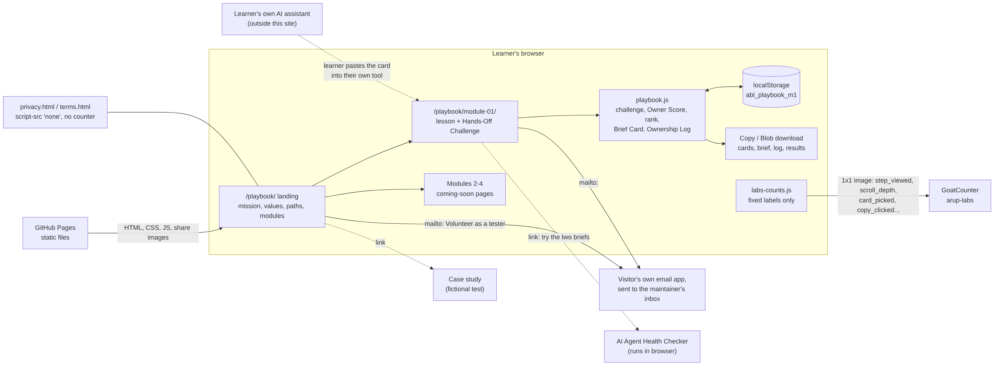 Learner's own AI assistant
(outside this site)
Learner's browser
learner pastes the card
into their own tool
localStorage
abl_playbook_m1
privacy.html / terms.html
script-src 'none', no counter
/playbook/module-01/
lesson + Hands-Off
Challenge
playbook.js
challenge, Owner Score,
rank,
Brief Card, Ownership Log
Copy / Blob download
cards, brief, log, results
mailto:
Modules 2-4
coming-soon pages
/playbook/ landing
mission, values, paths,
modules
labs-counts.js
fixed labels only
1x1 image: step_viewed,
scroll_depth,
card_picked,
copy_clicked...
GoatCounter
arup-labs
GitHub Pages
static files
HTML, CSS, JS, share
images
mailto: Volunteer as a tester
link: try the two briefs
link
Case study
(fictional test)
Visitor's own email app,
sent to the maintainer's
inbox
AI Agent Health Checker
(runs in browser)